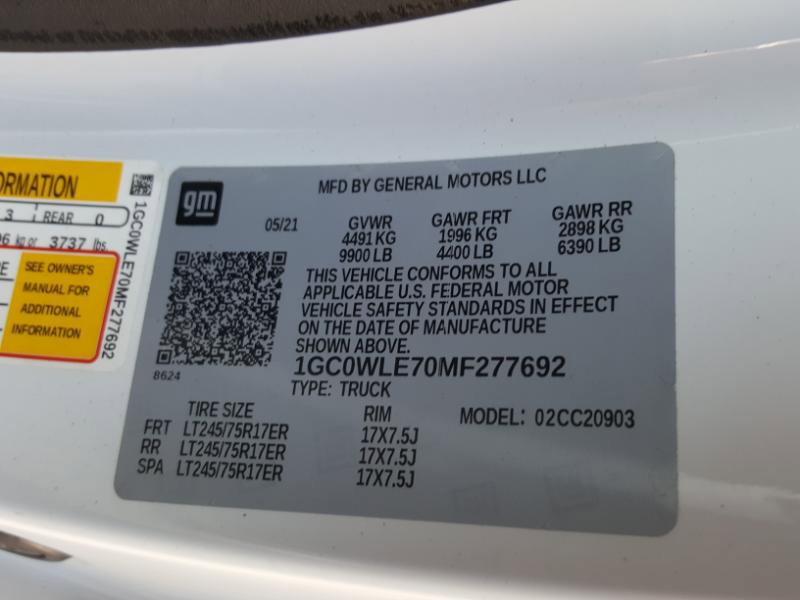 ORMATION
3 REAR 0
6 kg or 3737 lbs.
SEE OWNER'S
MANUAL FOR
ADDITIONAL
INFORMATION
1GC0WLE70MF277692
gm
MFD BY GENERAL MOTORS LLC
05/21 GVWR GAWR FRT GAWR RR
4491 KG 1996 KG 2898 KG
9900 LB 4400 LB 6390 LB
THIS VEHICLE CONFORMS TO ALL
APPLICABLE U.S. FEDERAL MOTOR
VEHICLE SAFETY STANDARDS IN EFFECT
ON THE DATE OF MANUFACTURE
SHOWN ABOVE.
8624
1GC0WLE70MF277692
TYPE: TRUCK
TIRE SIZE RIM MODEL: 02CC20903
FRT LT245/75R17ER 17X7.5J
RR LT245/75R17ER 17X7.5J
SPA LT245/75R17ER 17X7.5J